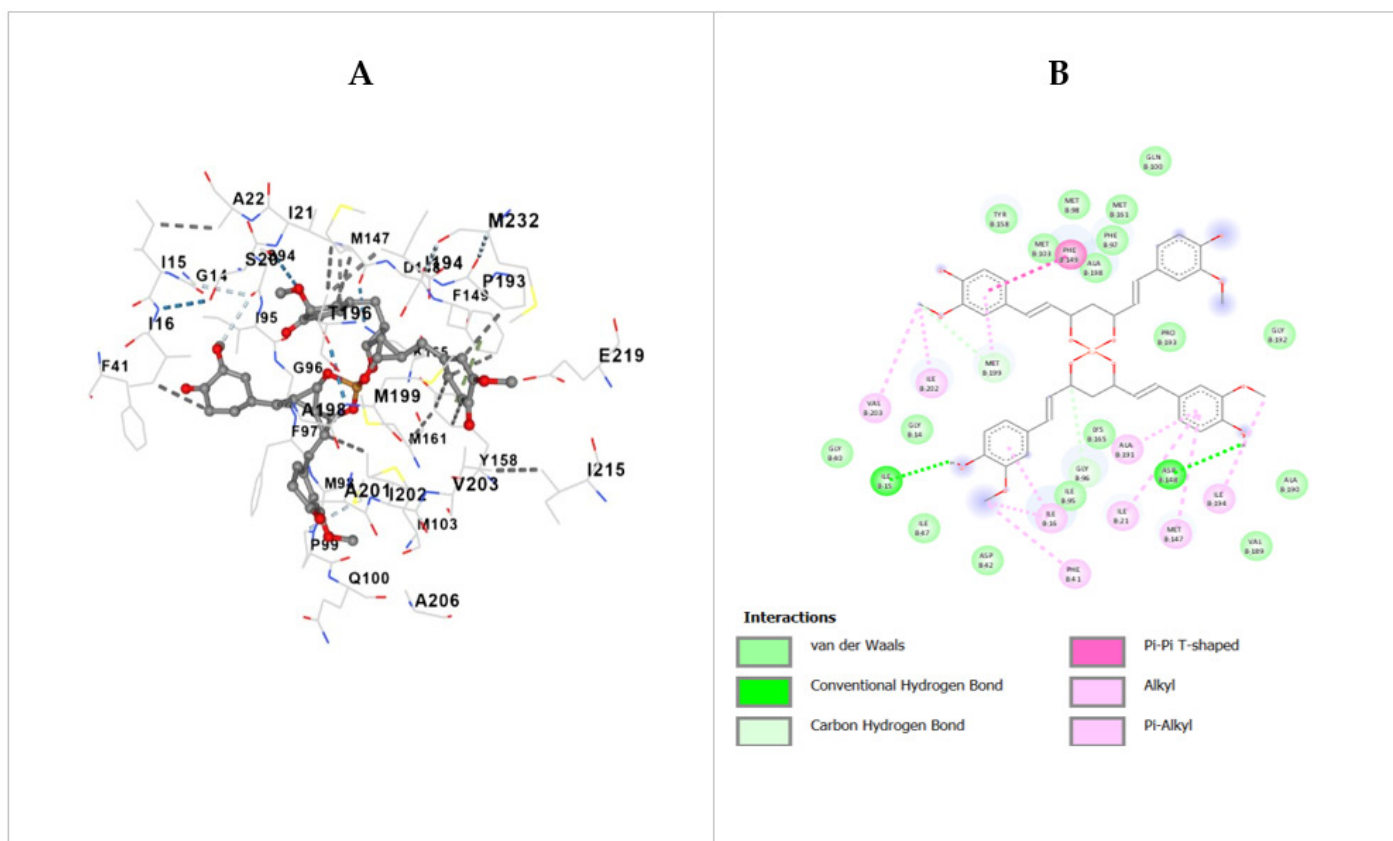 A
B
A22
I21
M232
M147
S20
A94
D148
I194
I15
G14
P193
F149
I16
I95
T196
F41
G96
K165
E219
A198
M199
F97
M161
Y158
I215
M98
A201
I202
V203
M103
P99
Q100
A206
GLN
B:100
TYR
B:158
MET
B:98
MET
B:161
MET
B:103
PHE
B:149
PHE
B:97
ALA
B:198
PRO
B:193
GLY
B:192
MET
B:199
ILE
B:202
VAL
B:203
GLY
B:14
GLY
B:40
ILE
B:15
LYS
B:165
ALA
B:191
GLY
B:96
ASP
B:148
ILE
B:95
ILE
B:194
ALA
B:190
ILE
B:16
ILE
B:21
MET
B:147
ILE
B:47
ASP
B:42
VAL
B:189
PHE
B:41
Interactions
van der Waals
Conventional Hydrogen Bond
Carbon Hydrogen Bond
Pi-Pi T-shaped
Alkyl
Pi-Alkyl